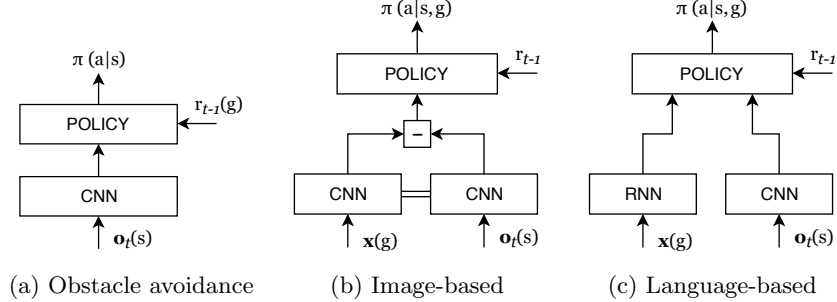 π (a|s)
r_{t-1}(g)
POLICY
CNN
o_t(s)
(a) Obstacle avoidance
π (a|s,g)
r_{t-1}
POLICY
–
CNN
CNN
x(g)
o_t(s)
(b) Image-based
π (a|s,g)
r_{t-1}
POLICY
RNN
CNN
x(g)
o_t(s)
(c) Language-based